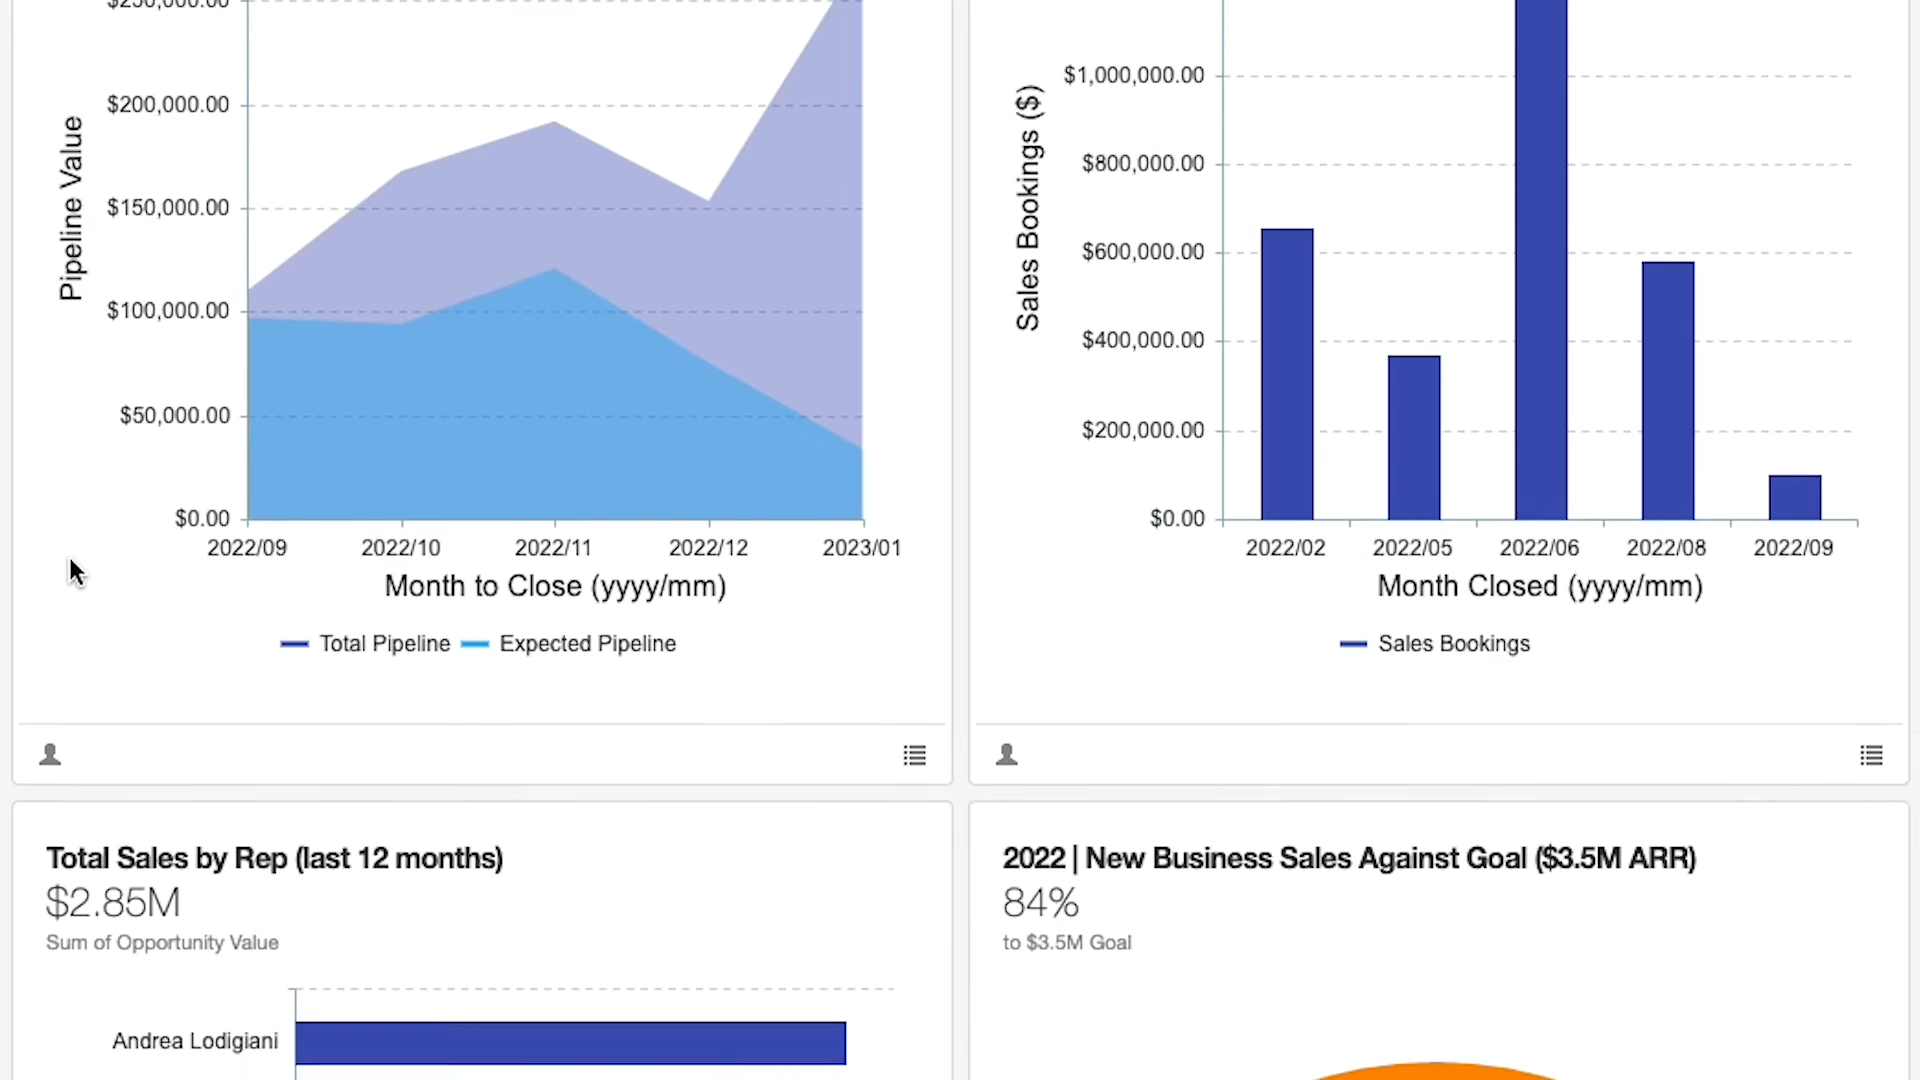 $250,000.00
$200,000.00
$150,000.00
$100,000.00
$50,000.00
$0.00
Pipeline Value
2022/09 2022/10 2022/11 2022/12 2023/01
Month to Close (yyyy/mm)
Total Pipeline Expected Pipeline
$1,000,000.00
$800,000.00
$600,000.00
$400,000.00
$200,000.00
$0.00
Sales Bookings ($)
2022/02 2022/05 2022/06 2022/08 2022/09
Month Closed (yyyy/mm)
Sales Bookings
Total Sales by Rep (last 12 months)
$2.85M
Sum of Opportunity Value
Andrea Lodigiani
2022 | New Business Sales Against Goal ($3.5M ARR)
84%
to $3.5M Goal